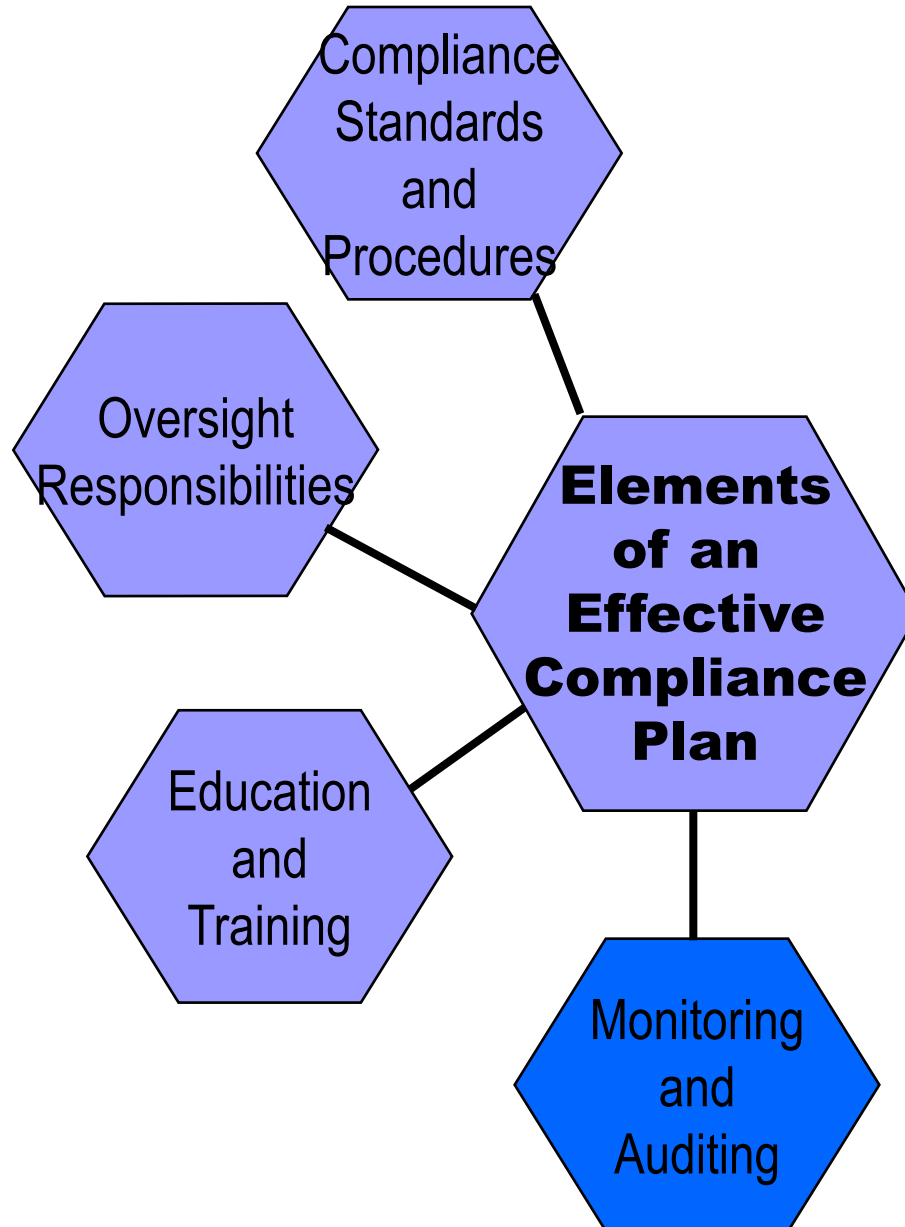 Compliance
Standards
and
Procedures
Oversight
Responsibilities
Elements
of an
Effective
Compliance
Plan
Education
and
Training
Monitoring
and
Auditing